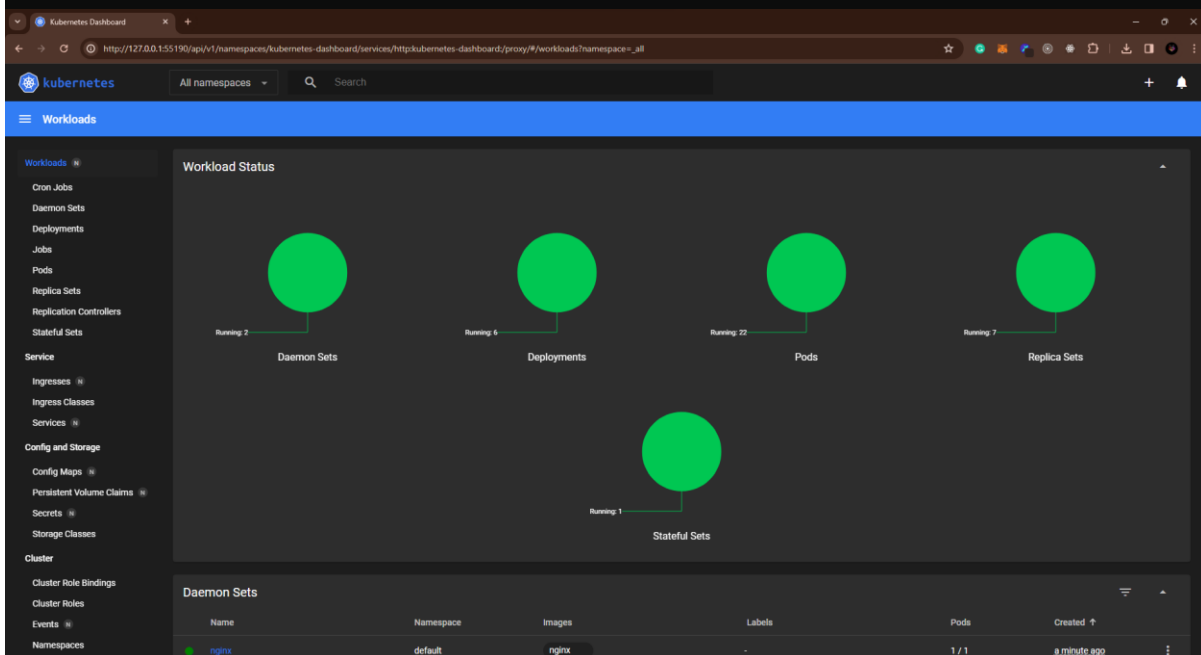 Kubernetes Dashboard
http://127.0.0.1:55190/api/v1/namespaces/kubernetes-dashboard/services/http:kubernetes-dashboard:/proxy/#/workloads?namespace=_all
kubernetes
All namespaces
Search
Workloads
Workloads N
Cron Jobs
Daemon Sets
Deployments
Jobs
Pods
Replica Sets
Replication Controllers
Stateful Sets
Service
Ingresses N
Ingress Classes
Services N
Config and Storage
Config Maps N
Persistent Volume Claims N
Secrets N
Storage Classes
Cluster
Cluster Role Bindings
Cluster Roles
Events N
Namespaces
Workload Status
Running: 2
Daemon Sets
Running: 6
Deployments
Running: 22
Pods
Running: 7
Replica Sets
Running: 1
Stateful Sets
Daemon Sets
Name Namespace Images Labels Pods Created ↑
nginx default nginx - 1 / 1 a minute ago